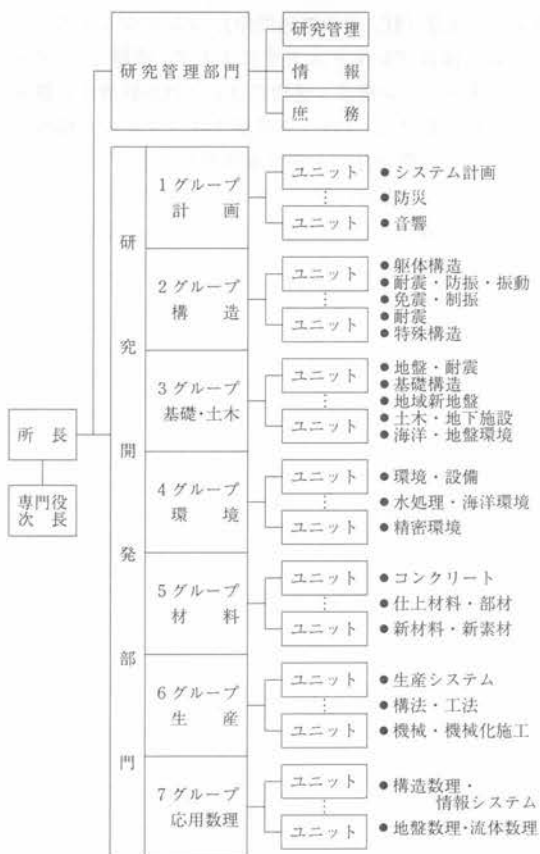 研究管理部門
研究管理
情報
庶務
所長
専門役
次長
研究開発部門
1グループ
計画
ユニット
ユニット
●システム計画
●防災
●音響
2グループ
構造
ユニット
ユニット
●躯体構造
●耐震・防振・振動
●免震・制振
●耐震
●特殊構造
3グループ
基礎・土木
ユニット
ユニット
●地盤・耐震
●基礎構造
●地域新地盤
●土木・地下施設
●海洋・地盤環境
4グループ
環境
ユニット
ユニット
●環境・設備
●水処理・海洋環境
●精密環境
5グループ
材料
ユニット
ユニット
●コンクリート
●仕上材料・部材
●新材料・新素材
6グループ
生産
ユニット
ユニット
●生産システム
●構法・工法
●機械・機械化施工
7グループ
応用数理
ユニット
ユニット
●構造数理・
情報システム
●地盤数理・流体数理